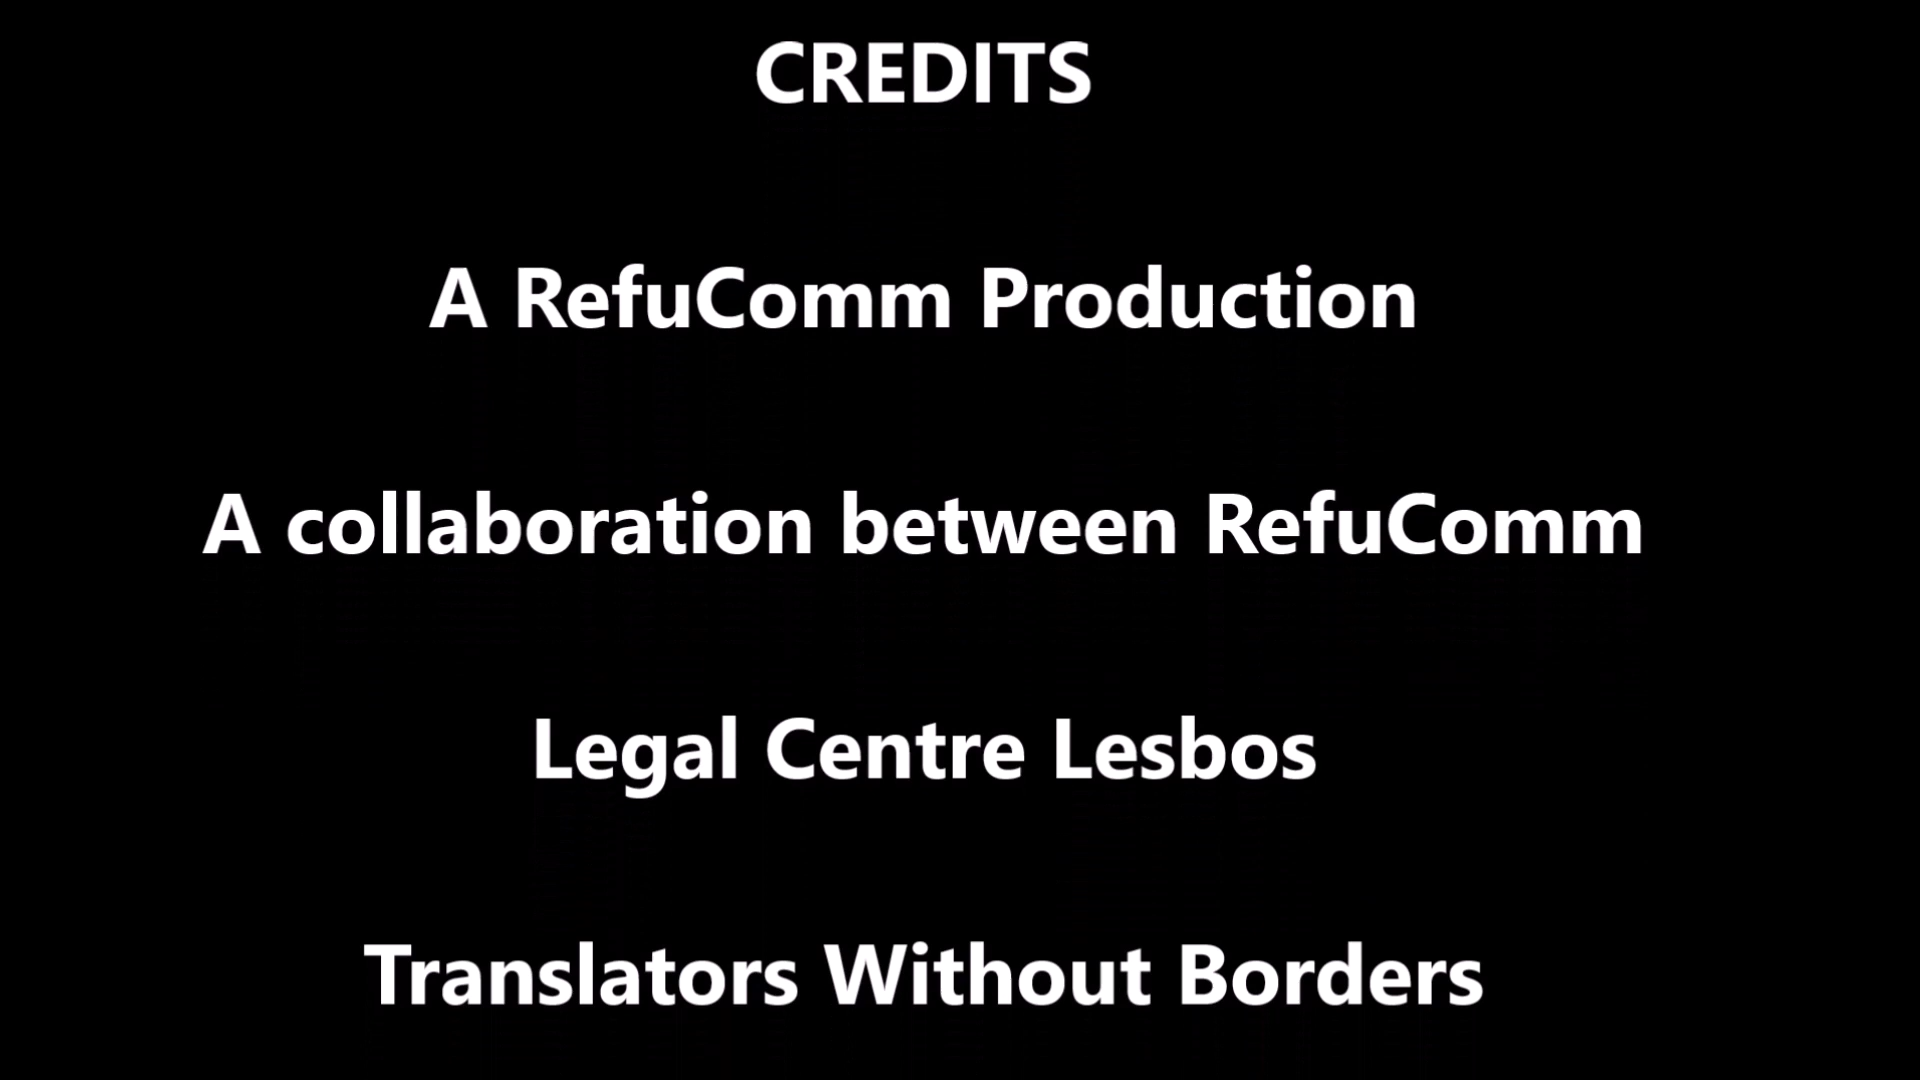 CREDITS
A RefuComm Production
A collaboration between RefuComm
Legal Centre Lesbos
Translators Without Borders